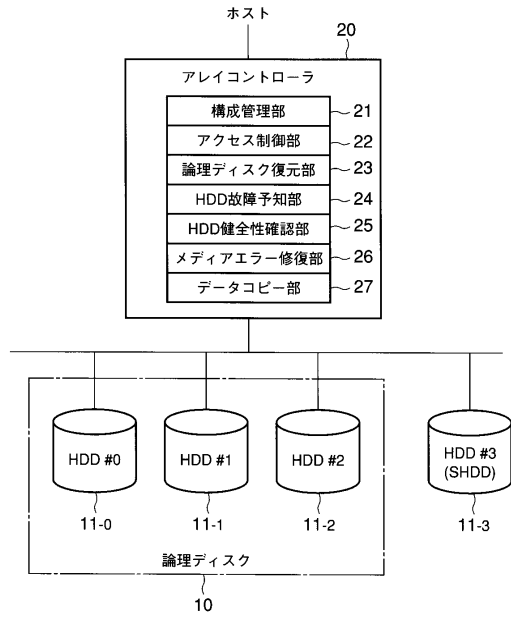 ホスト
20
アレイコントローラ
構成管理部 21
アクセス制御部 22
論理ディスク復元部 23
HDD故障予知部 24
HDD健全性確認部 25
メディアエラー修復部 26
データコピー部 27
HDD #0
HDD #1
HDD #2
HDD #3
(SHDD)
11-0
11-1
11-2
11-3
論理ディスク
10